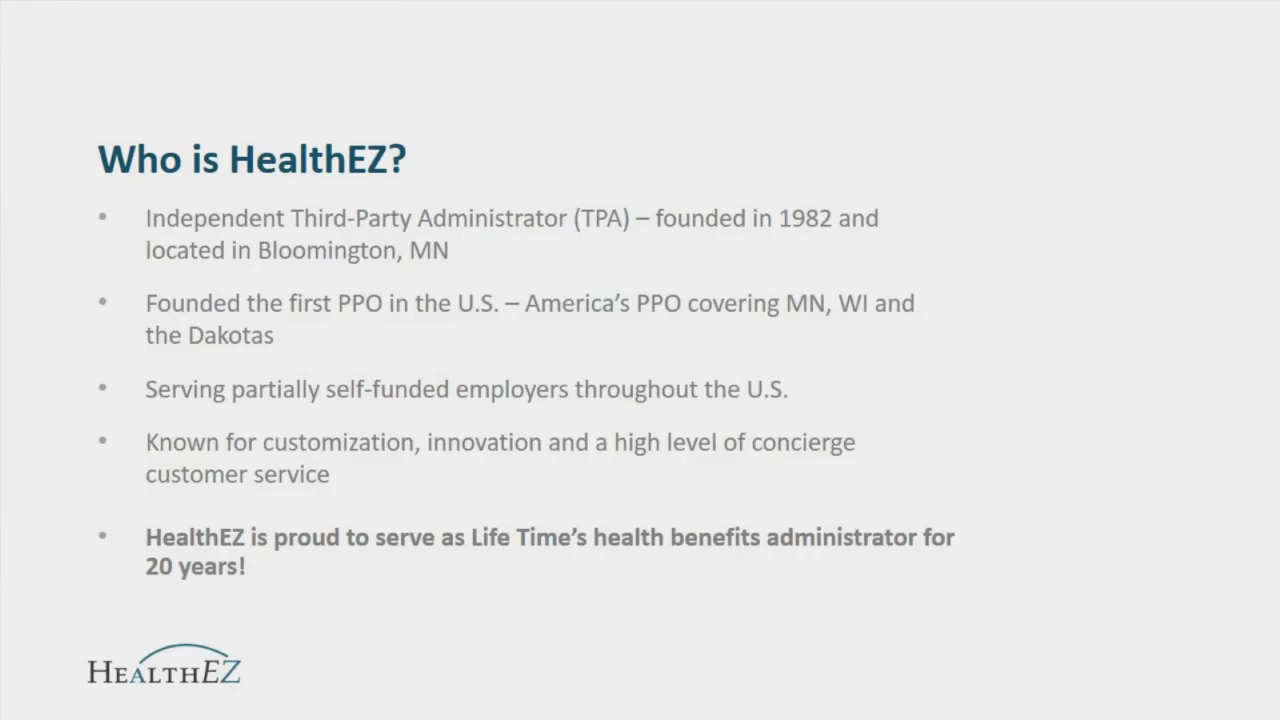 Who is HealthEZ?
• Independent Third-Party Administrator (TPA) – founded in 1982 and
located in Bloomington, MN
• Founded the first PPO in the U.S. – America's PPO covering MN, WI and
the Dakotas
• Serving partially self-funded employers throughout the U.S.
• Known for customization, innovation and a high level of concierge
customer service
• HealthEZ is proud to serve as Life Time's health benefits administrator for
20 years!
HEALTHEZ